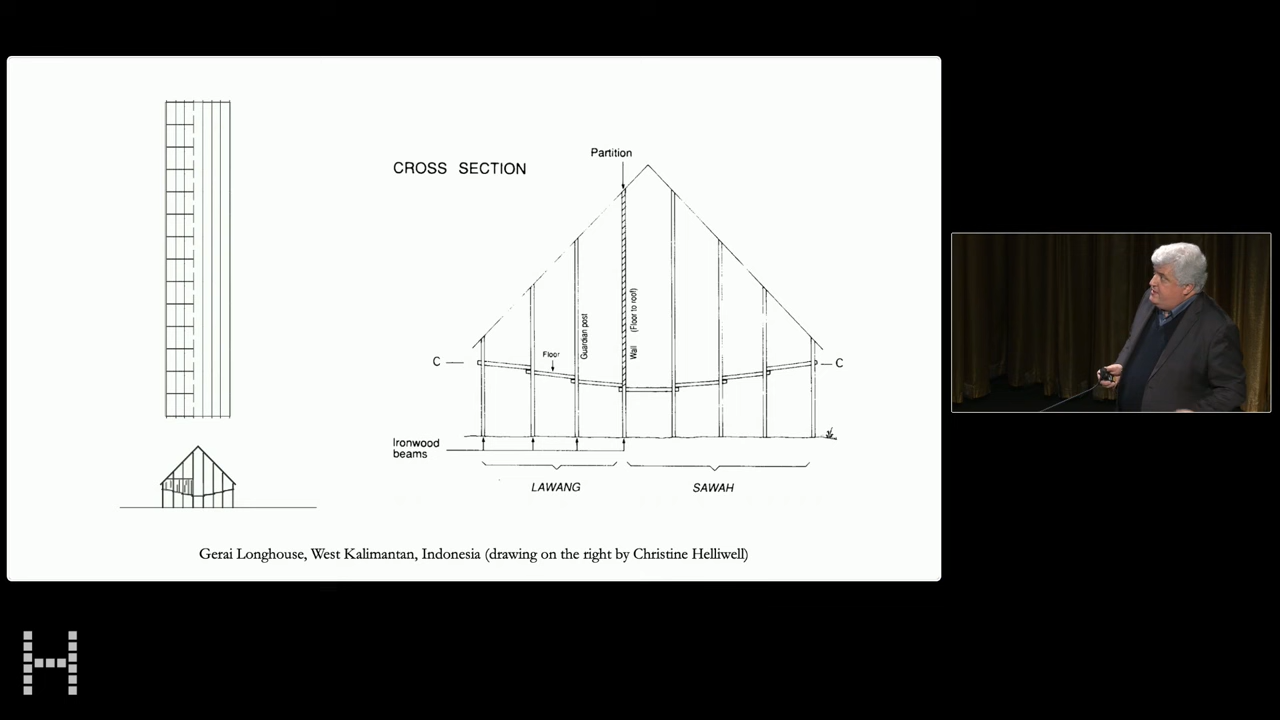 CROSS SECTION
Partition
C
Floor
Guardian post
Wall (Floor to roof)
C
Ironwood
beams
LAWANG
SAWAH
Gerai Longhouse, West Kalimantan, Indonesia (drawing on the right by Christine Helliwell)
H